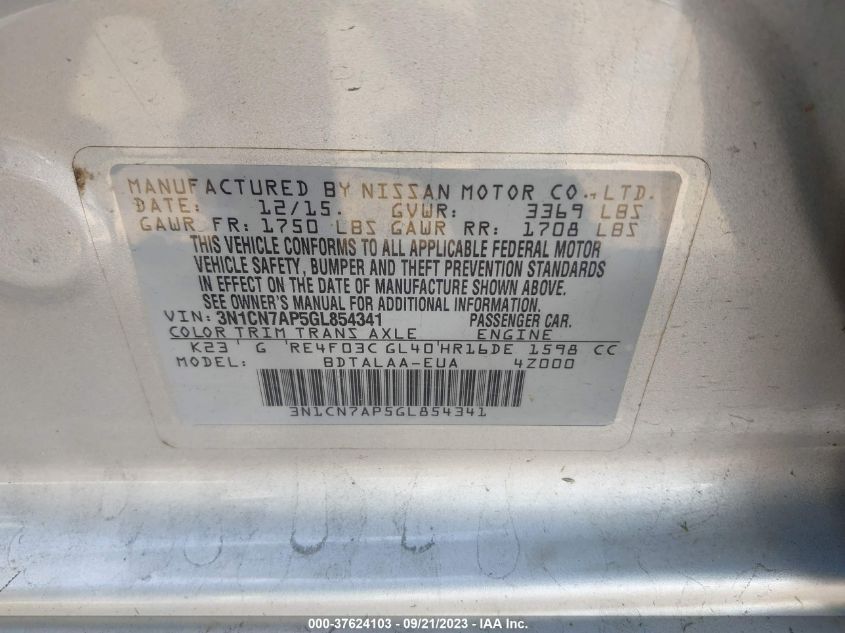 MANUFACTURED BY NISSAN MOTOR CO., LTD.
DATE: 12/15. GVWR: 3369 LBS
GAWR FR: 1750 LBS GAWR RR: 1708 LBS
THIS VEHICLE CONFORMS TO ALL APPLICABLE FEDERAL MOTOR
VEHICLE SAFETY, BUMPER AND THEFT PREVENTION STANDARDS
IN EFFECT ON THE DATE OF MANUFACTURE SHOWN ABOVE.
SEE OWNER'S MANUAL FOR ADDITIONAL INFORMATION.
VIN: 3N1CN7AP5GL854341 PASSENGER CAR.
COLOR TRIM TRANS AXLE ENGINE
K23 G RE4F03C GL40 HR16DE 1598 CC
MODEL: BDTALAA-EUA 4Z000
3N1CN7AP5GL854341
000-37624103 - 09/21/2023 - IAA Inc.